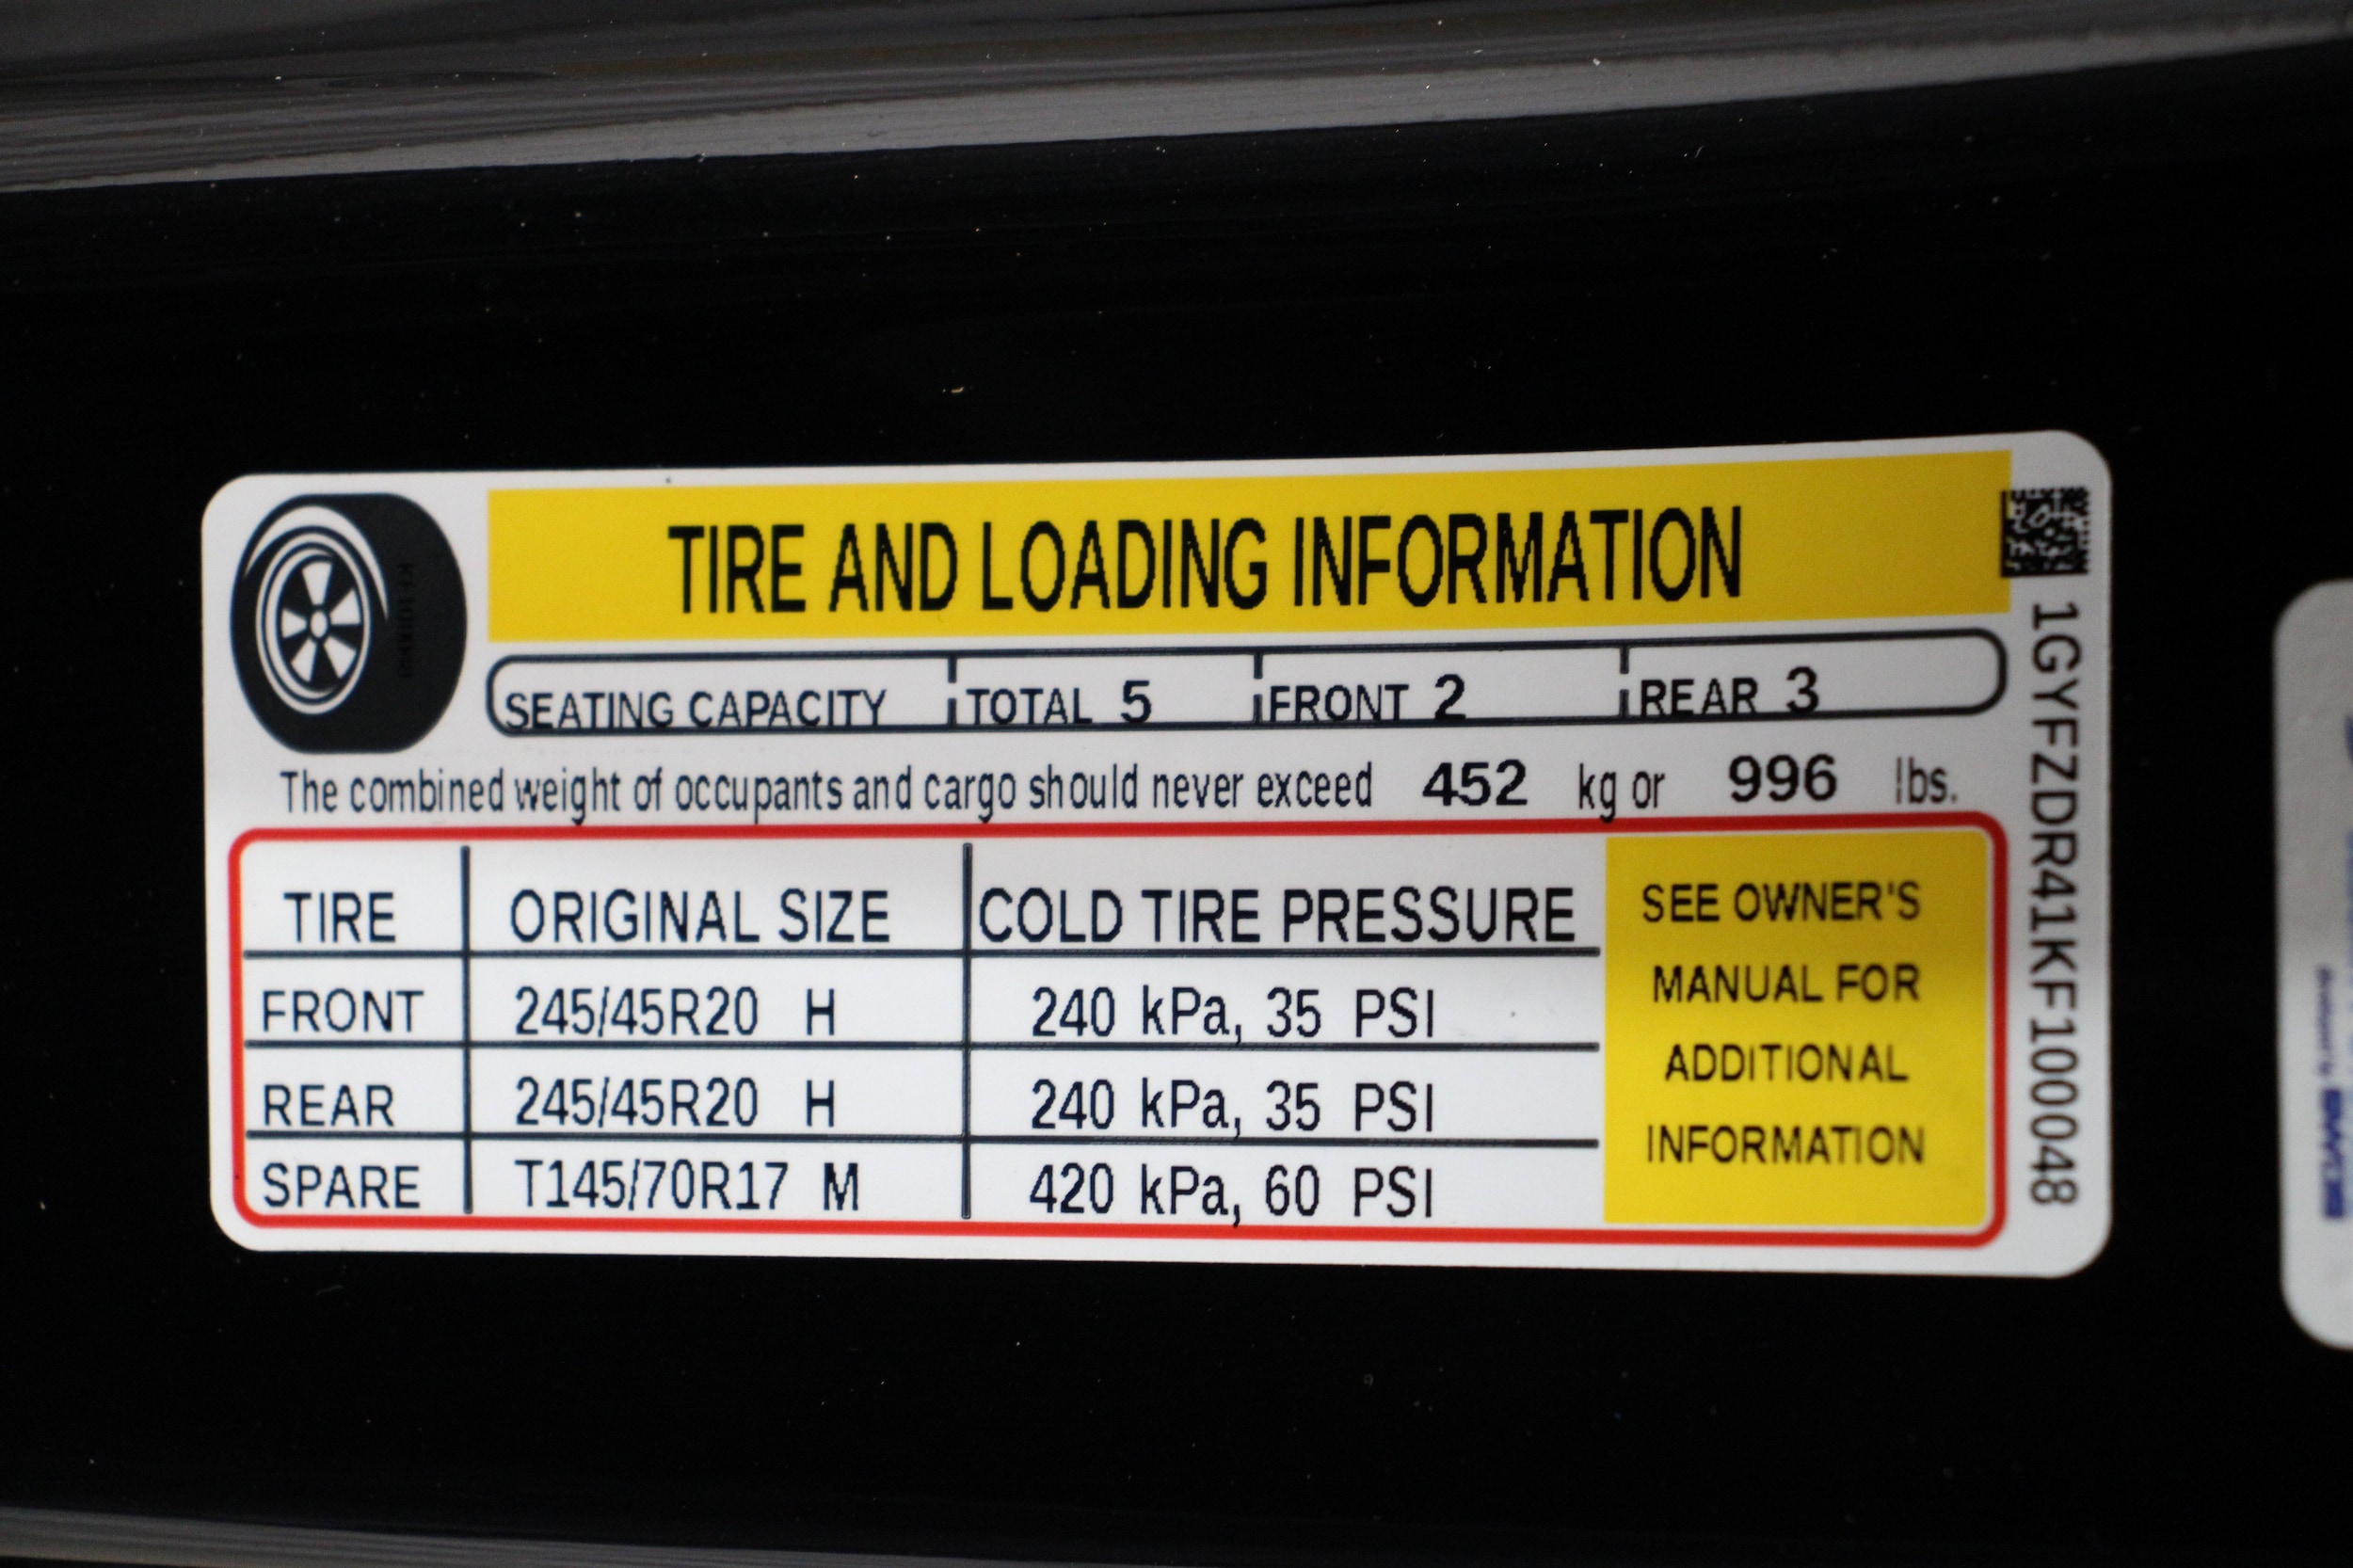 TIRE AND LOADING INFORMATION
SEATING CAPACITY TOTAL 5 FRONT 2 REAR 3
The combined weight of occupants and cargo should never exceed 452 kg or 996 lbs.
TIRE ORIGINAL SIZE COLD TIRE PRESSURE
FRONT 245/45R20 H 240 kPa, 35 PSI
REAR 245/45R20 H 240 kPa, 35 PSI
SPARE T145/70R17 M 420 kPa, 60 PSI
SEE OWNER'S
MANUAL FOR
ADDITIONAL
INFORMATION
1GYFZDR41KF100048